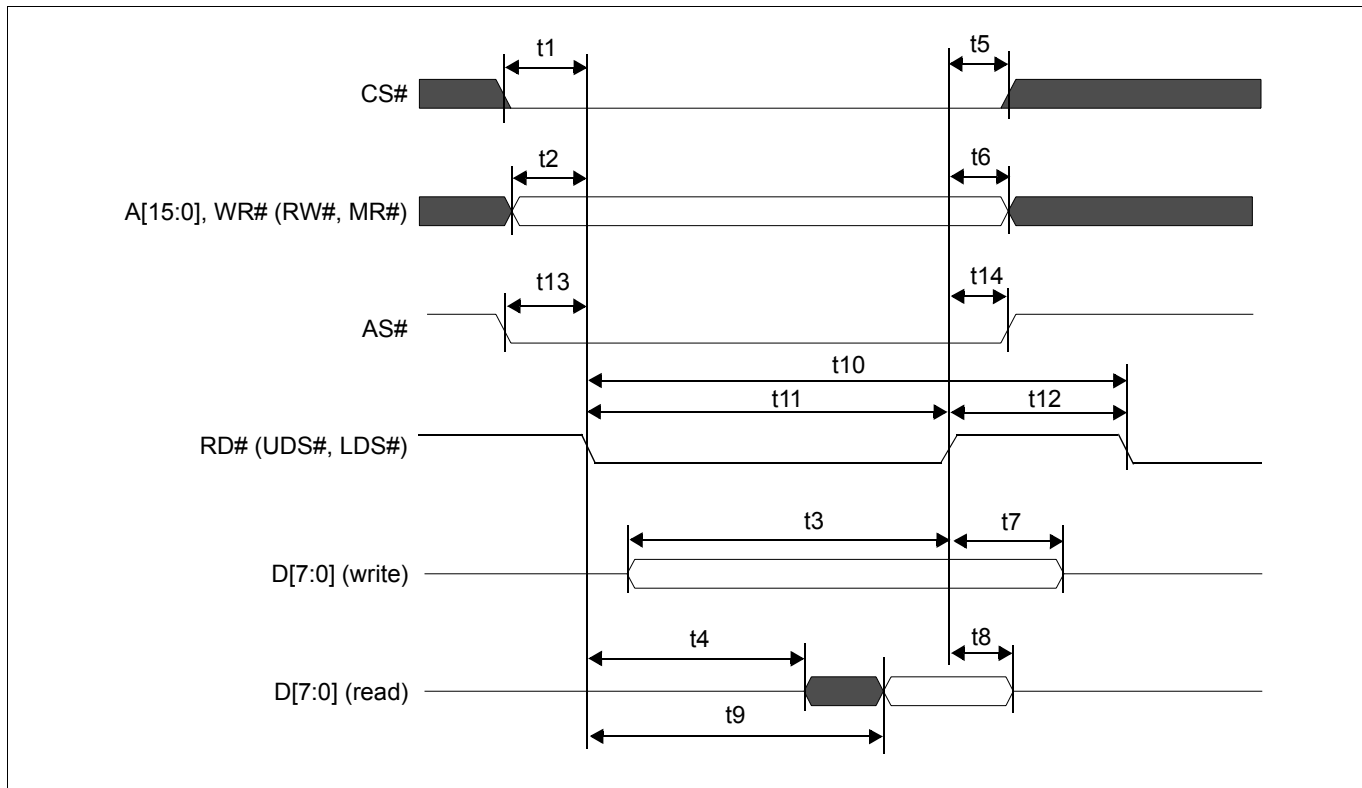 t1
t5
CS#
t2
t6
A[15:0], WR# (RW#, MR#)
t13
t14
AS#
t10
t11
t12
RD# (UDS#, LDS#)
t3
t7
D[7:0] (write)
t4
t8
D[7:0] (read)
t9